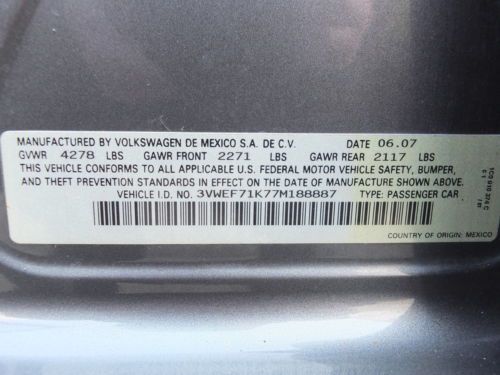 MANUFACTURED BY VOLKSWAGEN DE MEXICO S.A. DE C.V. DATE 06.07
GVWR 4278 LBS GAWR FRONT 2271 LBS GAWR REAR 2117 LBS
THIS VEHICLE CONFORMS TO ALL APPLICABLE U.S. FEDERAL MOTOR VEHICLE SAFETY, BUMPER,
AND THEFT PREVENTION STANDARDS IN EFFECT ON THE DATE OF MANUFACTURE SHOWN ABOVE.
VEHICLE I.D. NO. 3VWEF71K77M188887 TYPE: PASSENGER CAR
COUNTRY OF ORIGIN: MEXICO